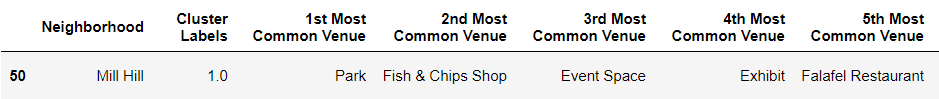 Neighborhood Cluster Labels 1st Most Common Venue 2nd Most Common Venue 3rd Most Common Venue 4th Most Common Venue 5th Most Common Venue
50 Mill Hill 1.0 Park Fish & Chips Shop Event Space Exhibit Falafel Restaurant